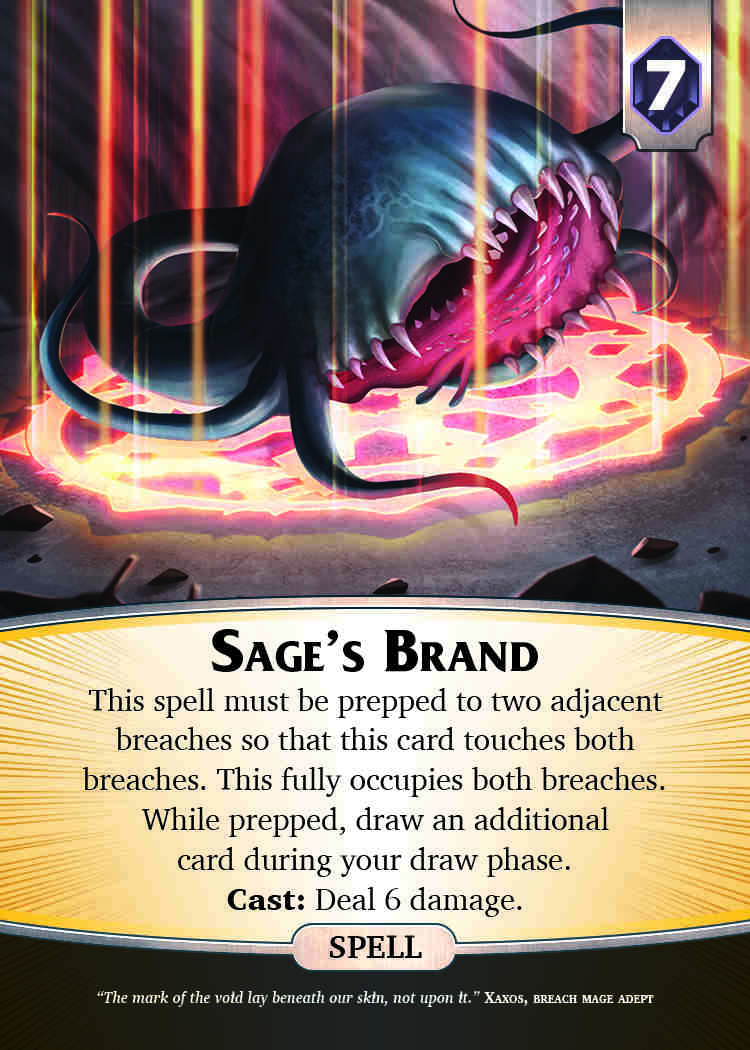 7
Sage's Brand
This spell must be prepped to two adjacent
breaches so that this card touches both
breaches. This fully occupies both breaches.
While prepped, draw an additional
card during your draw phase.
Cast: Deal 6 damage.
SPELL
"The mark of the void lay beneath our skin, not upon it." Xaxos, breach mage adept